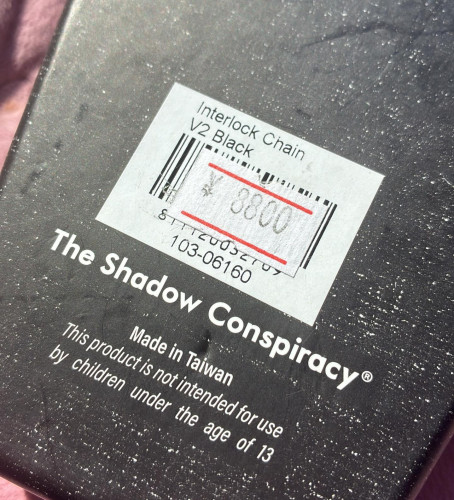 Interlock Chain
V2 Black
¥ 8800
103-06160
The Shadow Conspiracy®
Made in Taiwan
This product is not intended for use
by children under the age of 13